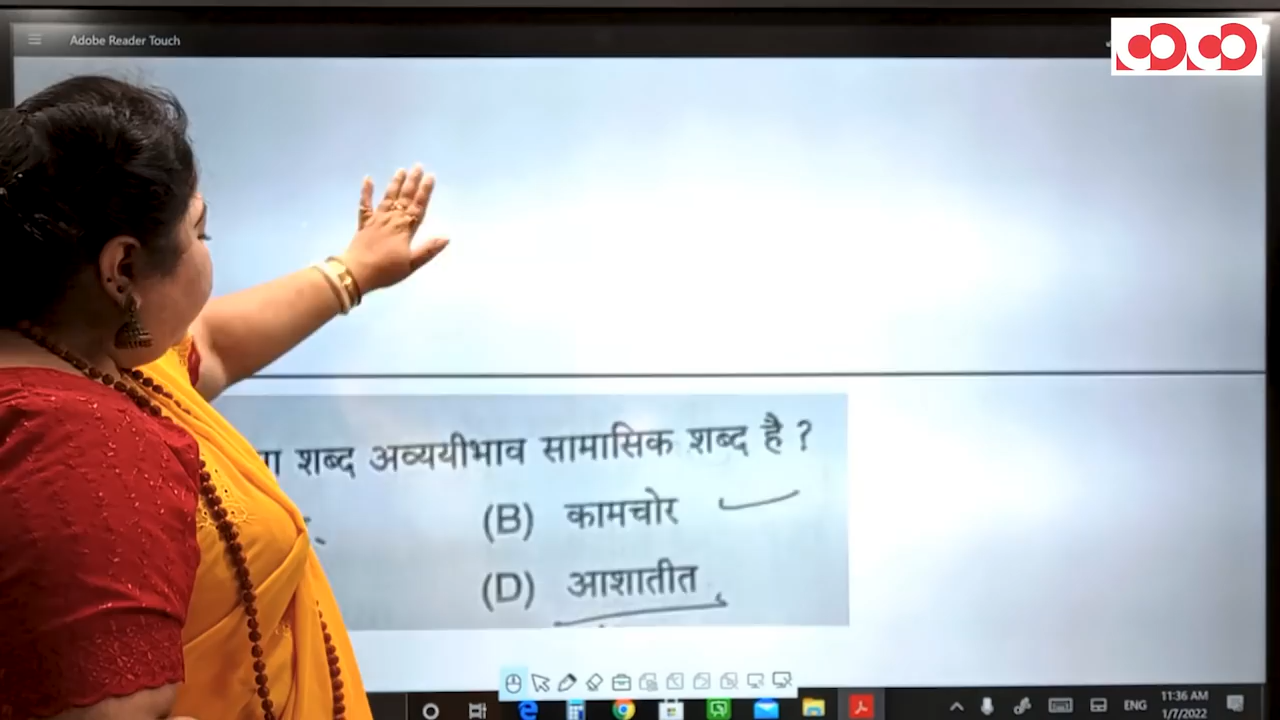 Adobe Reader Touch
शब्द अव्ययीभाव सामासिक शब्द है ?
(B) कामचोर
(D) आशातीत
ENG
11:36 AM
1/7/2022